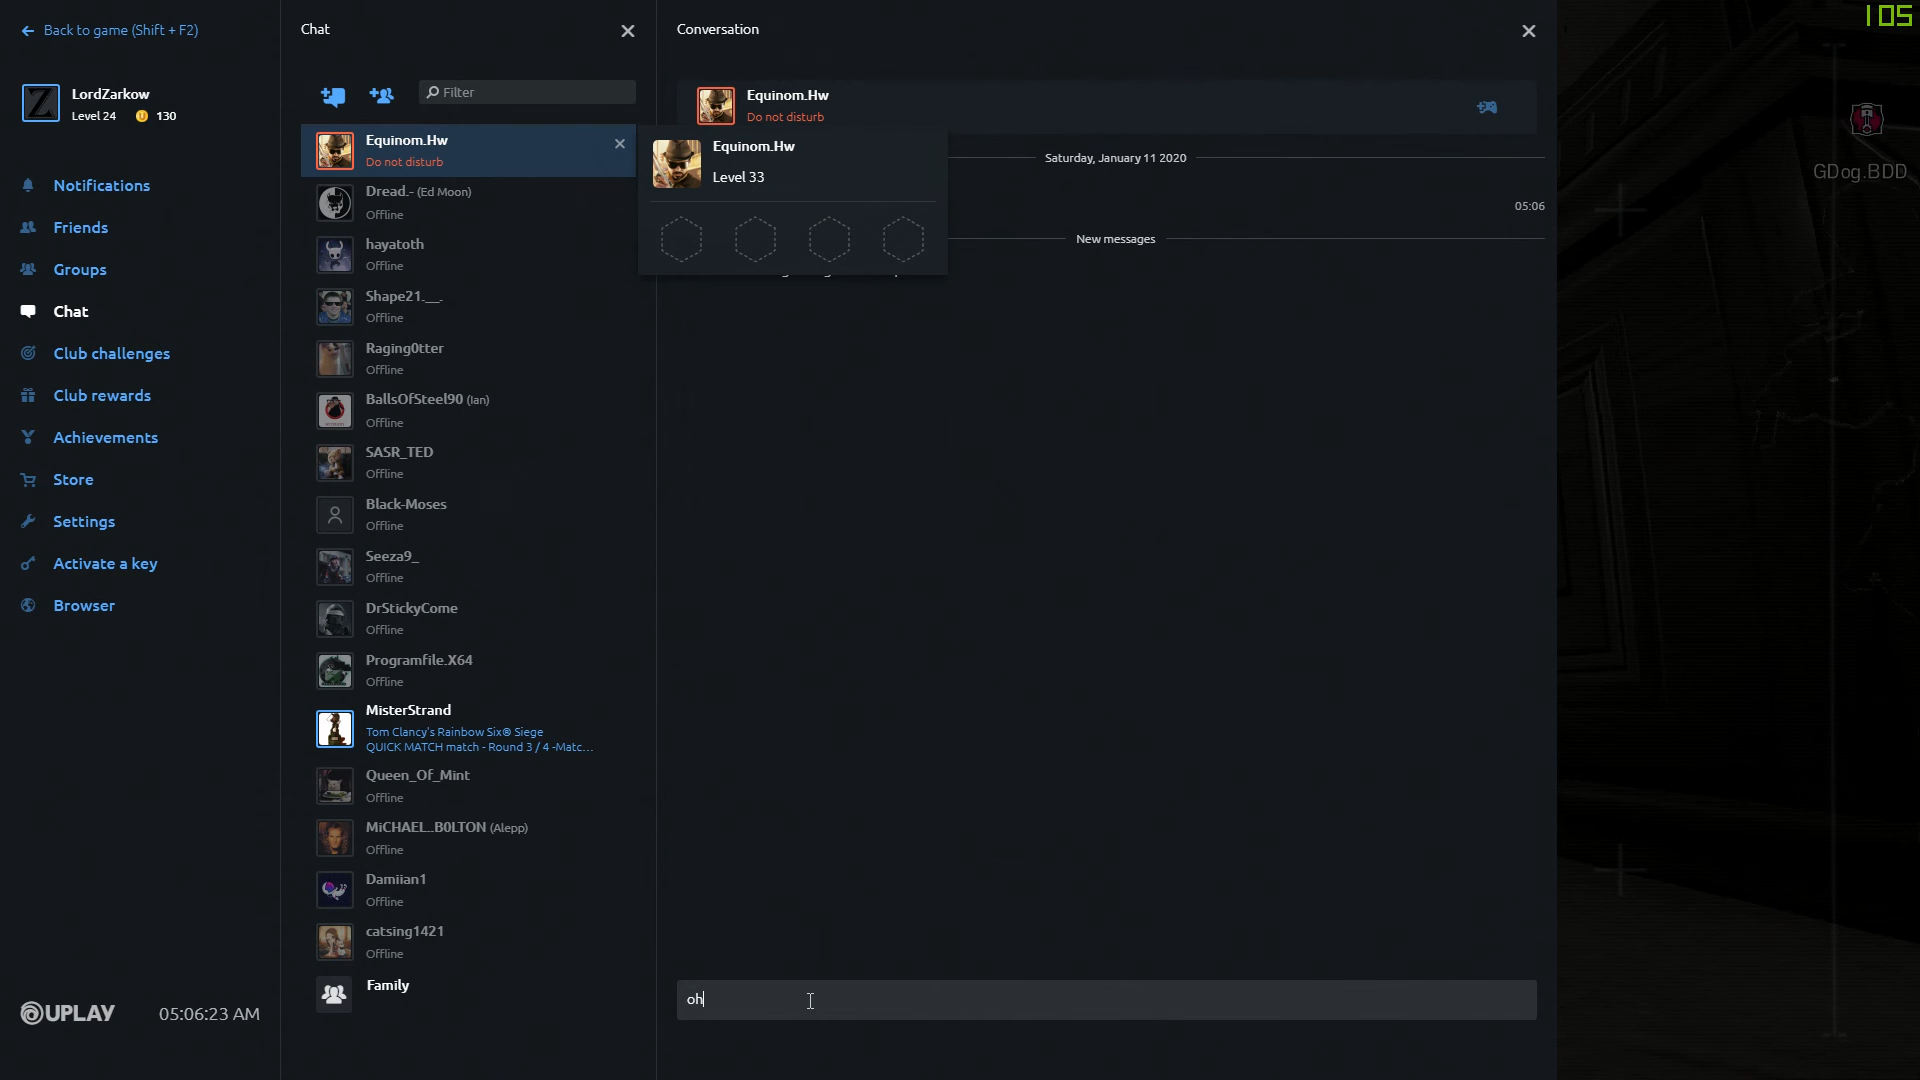 Back to game (Shift + F2)
LordZarkow
Level 24 130
Notifications
Friends
Groups
Chat
Club challenges
Club rewards
Achievements
Store
Settings
Activate a key
Browser
UPLAY 05:06:23 AM
Chat
Filter
Equinom.Hw
Do not disturb
Dread.- (Ed Moon)
Offline
hayatoth
Offline
Shape21.__.
Offline
Raging0tter
Offline
BallsOfSteel90 (Ian)
Offline
SASR_TED
Offline
Black-Moses
Offline
Seeza9_
Offline
DrStickyCome
Offline
Programfile.X64
Offline
MisterStrand
Tom Clancy's Rainbow Six® Siege
QUICK MATCH match - Round 3 / 4 -Matc...
Queen_Of_Mint
Offline
MiCHAEL..B0LTON (Alepp)
Offline
Damiian1
Offline
catsing1421
Offline
Family
Conversation
Equinom.Hw
Do not disturb
Equinom.Hw
Level 33
Saturday, January 11 2020
05:06
New messages
oh
105
GDog.BDD